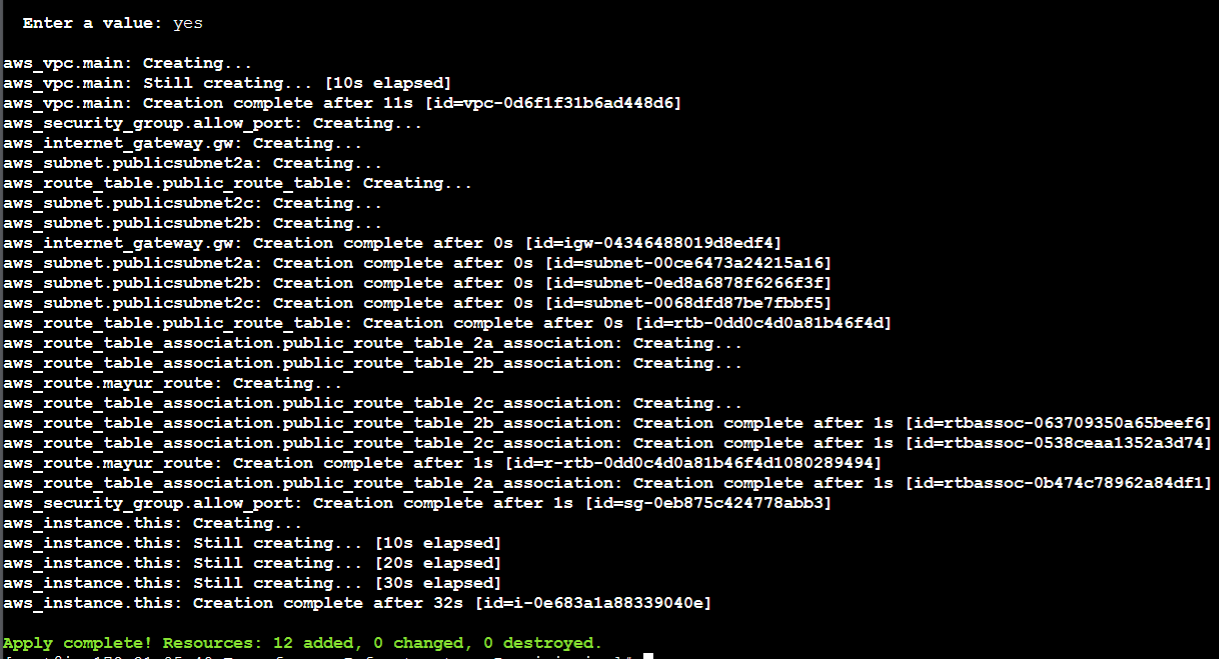 Enter a value: yes
aws_vpc.main: Creating...
aws_vpc.main: Still creating... [10s elapsed]
aws_vpc.main: Creation complete after 11s [id=vpc-0d6f1f31b6ad448d6]
aws_security_group.allow_port: Creating...
aws_internet_gateway.gw: Creating...
aws_subnet.publicsubnet2a: Creating...
aws_route_table.public_route_table: Creating...
aws_subnet.publicsubnet2c: Creating...
aws_subnet.publicsubnet2b: Creating...
aws_internet_gateway.gw: Creation complete after 0s [id=igw-04346488019d8edf4]
aws_subnet.publicsubnet2a: Creation complete after 0s [id=subnet-00ce6473a24215a16]
aws_subnet.publicsubnet2b: Creation complete after 0s [id=subnet-0ed8a6878f6266f3f]
aws_subnet.publicsubnet2c: Creation complete after 0s [id=subnet-0068dfd87be7fbbf5]
aws_route_table.public_route_table: Creation complete after 0s [id=rtb-0dd0c4d0a81b46f4d]
aws_route_table_association.public_route_table_2a_association: Creating...
aws_route_table_association.public_route_table_2b_association: Creating...
aws_route.mayur_route: Creating...
aws_route_table_association.public_route_table_2c_association: Creating...
aws_route_table_association.public_route_table_2b_association: Creation complete after 1s [id=rtbassoc-063709350a65beef6]
aws_route_table_association.public_route_table_2c_association: Creation complete after 1s [id=rtbassoc-0538ceaa1352a3d74]
aws_route.mayur_route: Creation complete after 1s [id=r-rtb-0dd0c4d0a81b46f4d1080289494]
aws_route_table_association.public_route_table_2a_association: Creation complete after 1s [id=rtbassoc-0b474c78962a84df1]
aws_security_group.allow_port: Creation complete after 1s [id=sg-0eb875c424778abb3]
aws_instance.this: Creating...
aws_instance.this: Still creating... [10s elapsed]
aws_instance.this: Still creating... [20s elapsed]
aws_instance.this: Still creating... [30s elapsed]
aws_instance.this: Creation complete after 32s [id=i-0e683a1a88339040e]
Apply complete! Resources: 12 added, 0 changed, 0 destroyed.